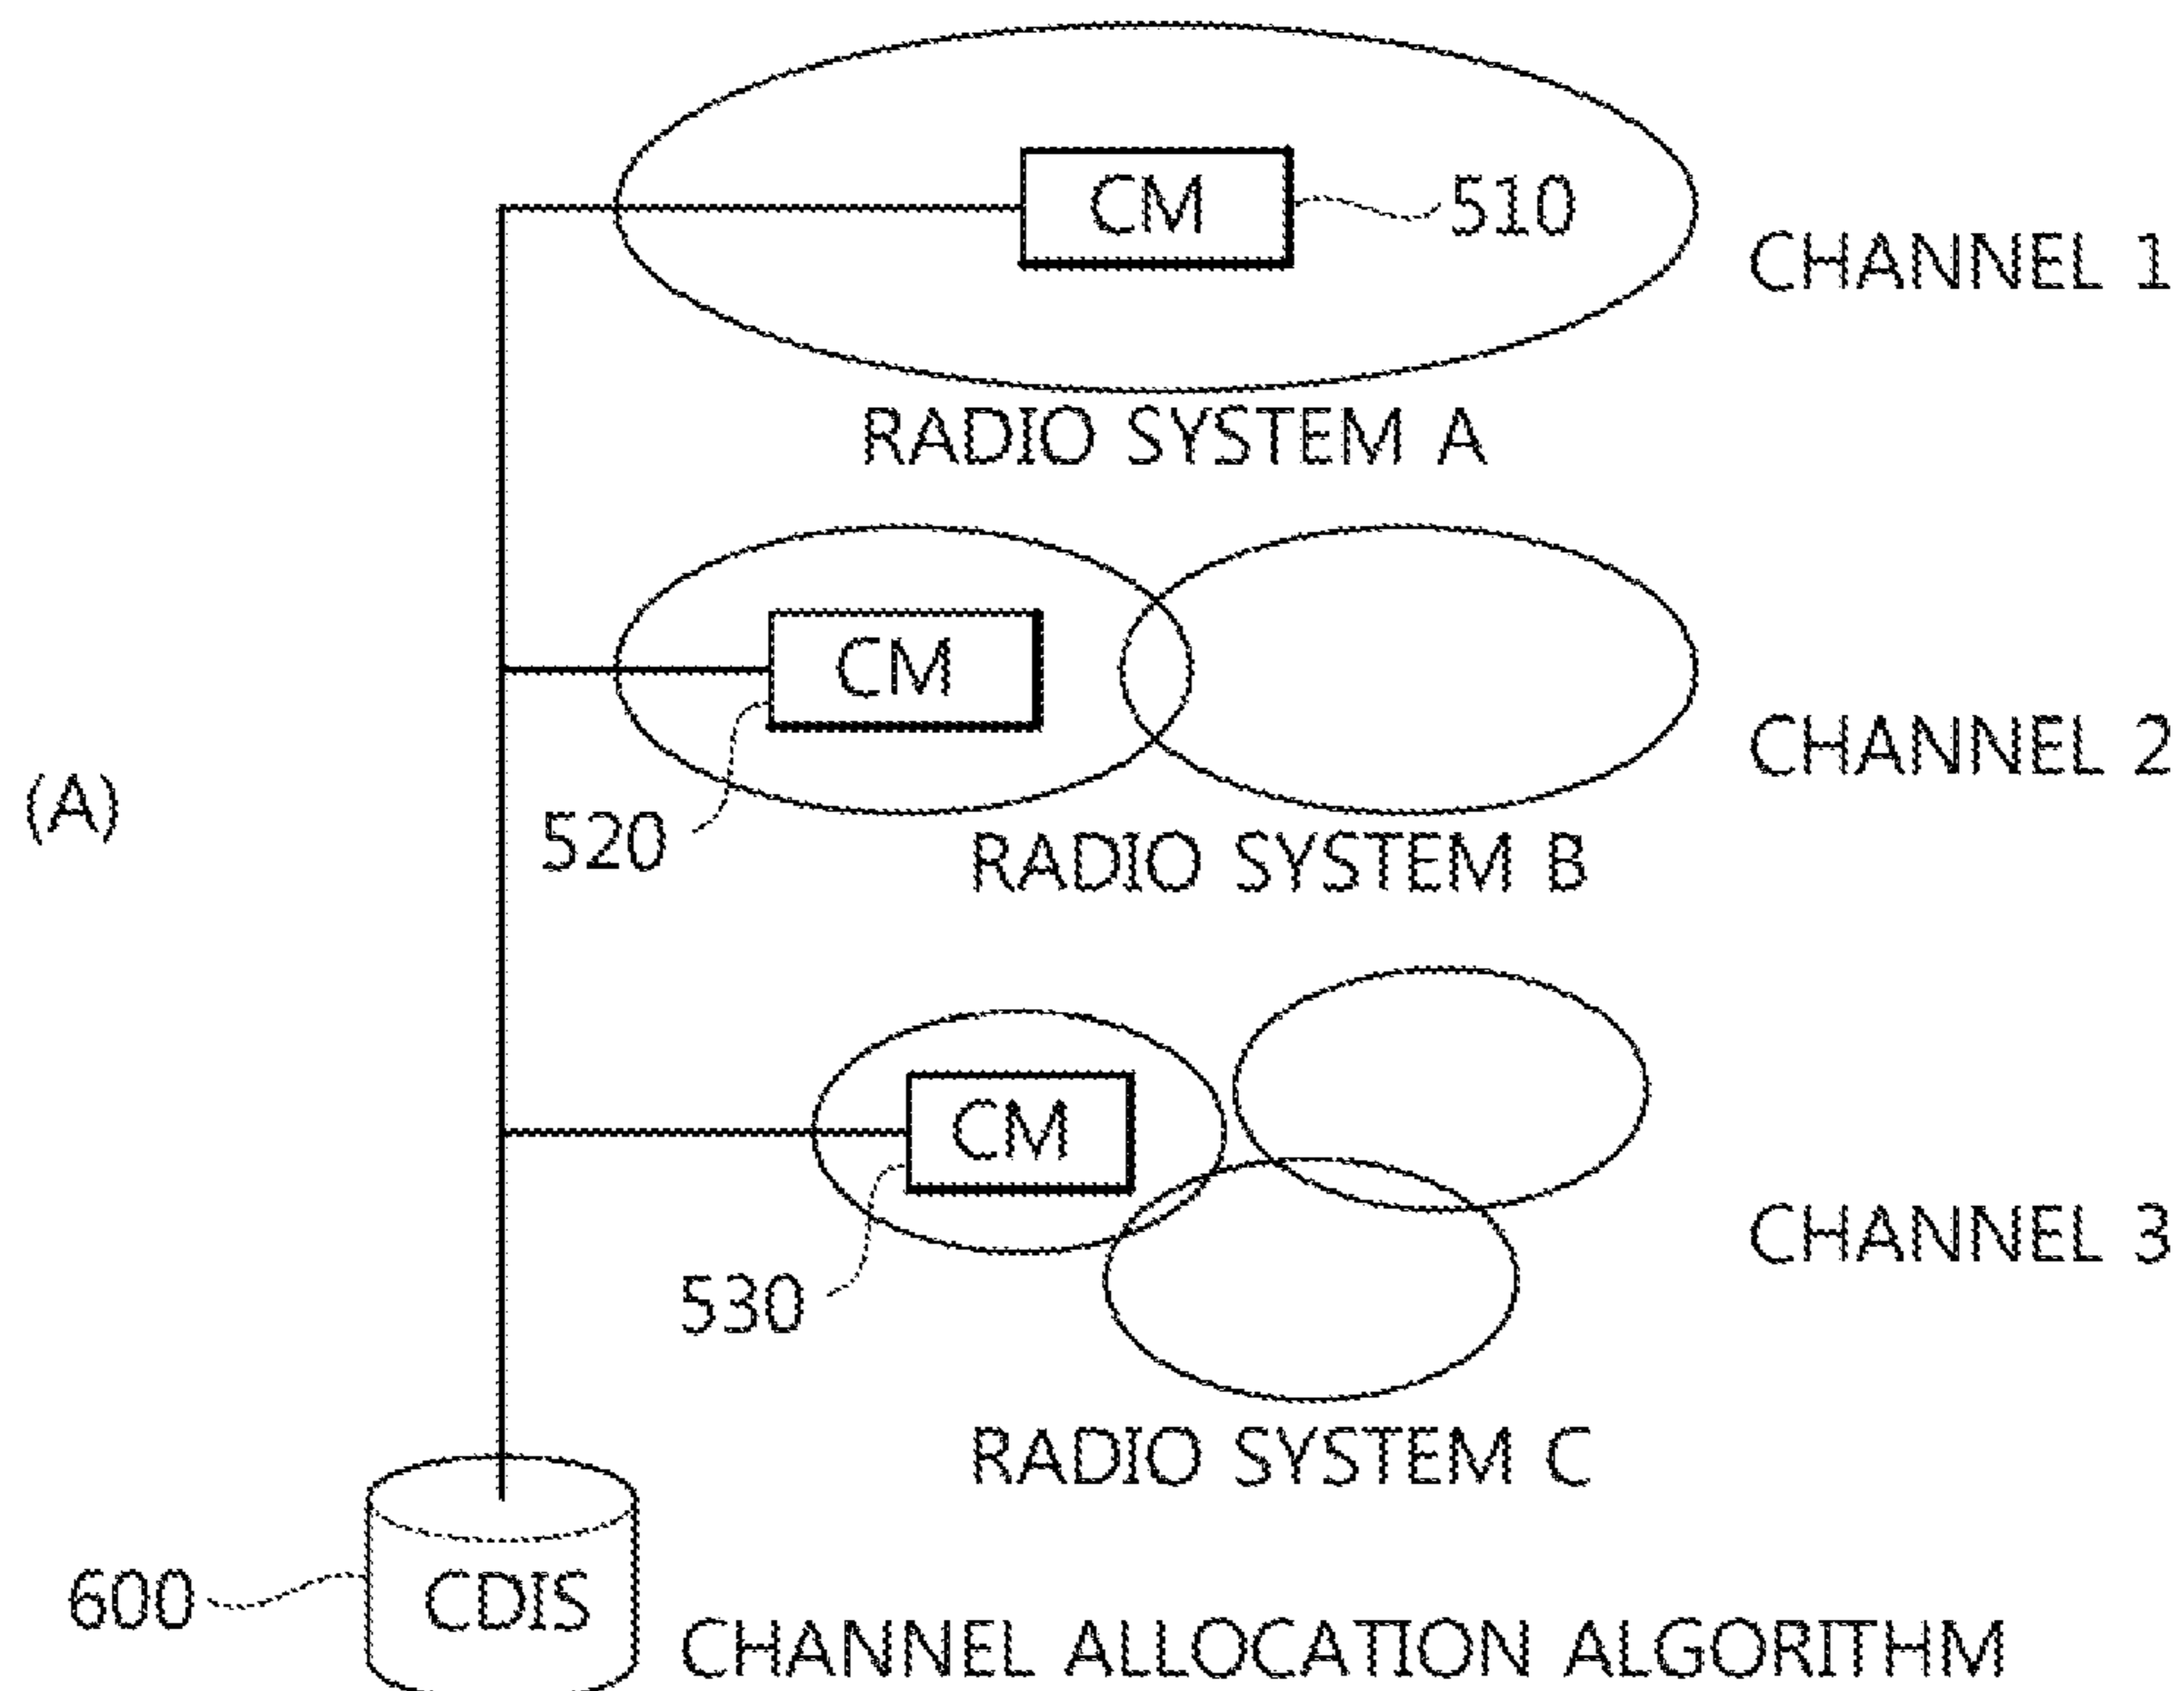 CM 510
CHANNEL 1
RADIO SYSTEM A
CM
CHANNEL 2
(A)
520
RADIO SYSTEM B
CM
CHANNEL 3
530
RADIO SYSTEM C
600 CDIS
CHANNEL ALLOCATION ALGORITHM